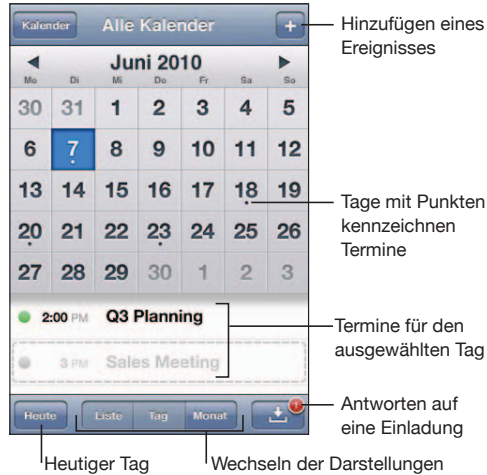 Kalender Alle Kalender +
Hinzufügen eines
Ereignisses
Juni 2010
Mo Di Mi Do Fr Sa So
30 31 1 2 3 4 5
6 7 8 9 10 11 12
13 14 15 16 17 18 19
20 21 22 23 24 25 26
27 28 29 30 1 2 3
Tage mit Punkten
kennzeichnen
Termine
2:00 PM Q3 Planning
3 PM Sales Meeting
Termine für den
ausgewählten Tag
Heute Liste Tag Monat 1
Antworten auf
eine Einladung
Heutiger Tag
Wechseln der Darstellungen